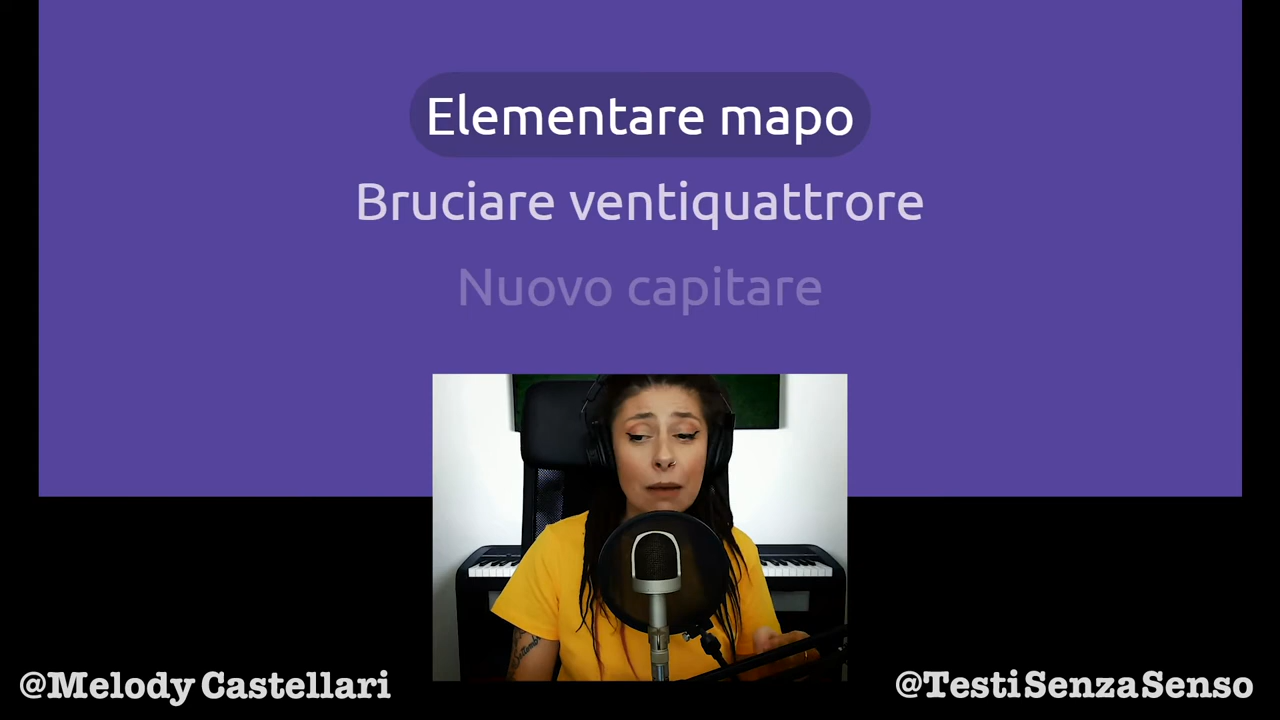 Elementare mapo
Bruciare ventiquattrore
Nuovo capitare
@Melody Castellari
@TestiSenzaSenso